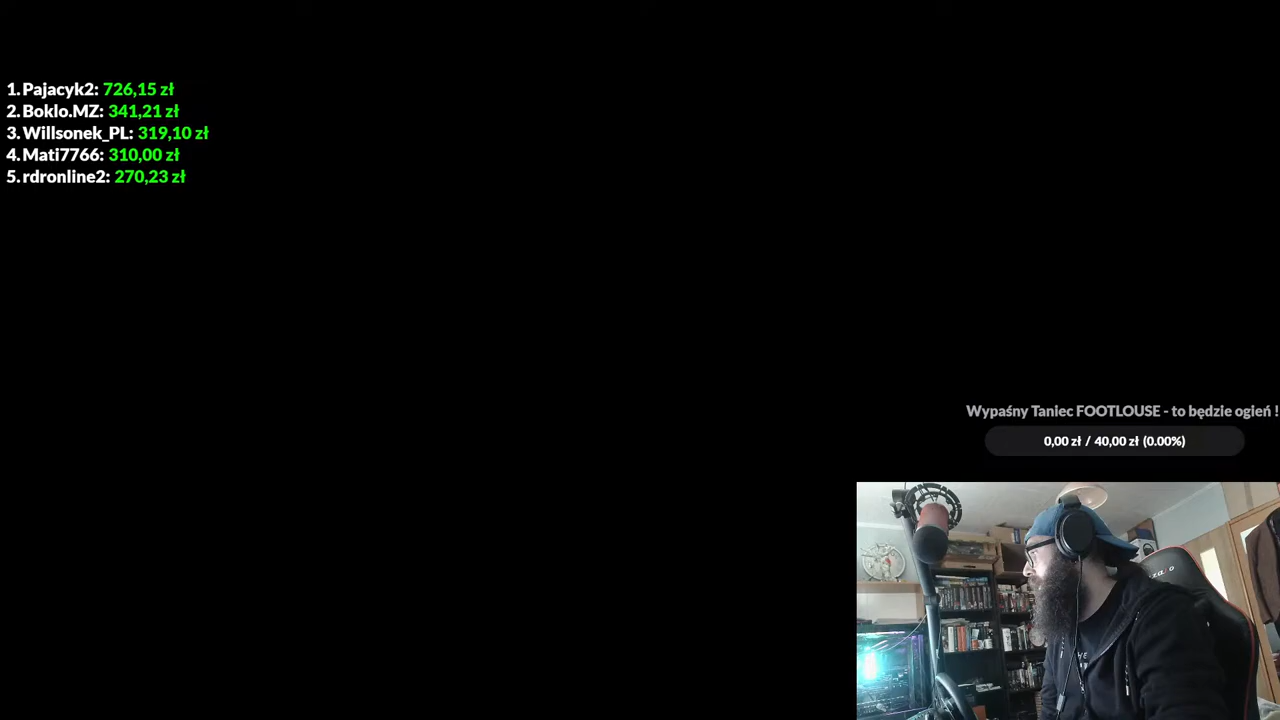 1. Pajacyk2: 726,15 zł
2. Boklo.MZ: 341,21 zł
3. Willsonek_PL: 319,10 zł
4. Mati7766: 310,00 zł
5. rdronline2: 270,23 zł
Wypaśny Taniec FOOTLOUSE - to będzie ogień !
0,00 zł / 40,00 zł (0.00%)